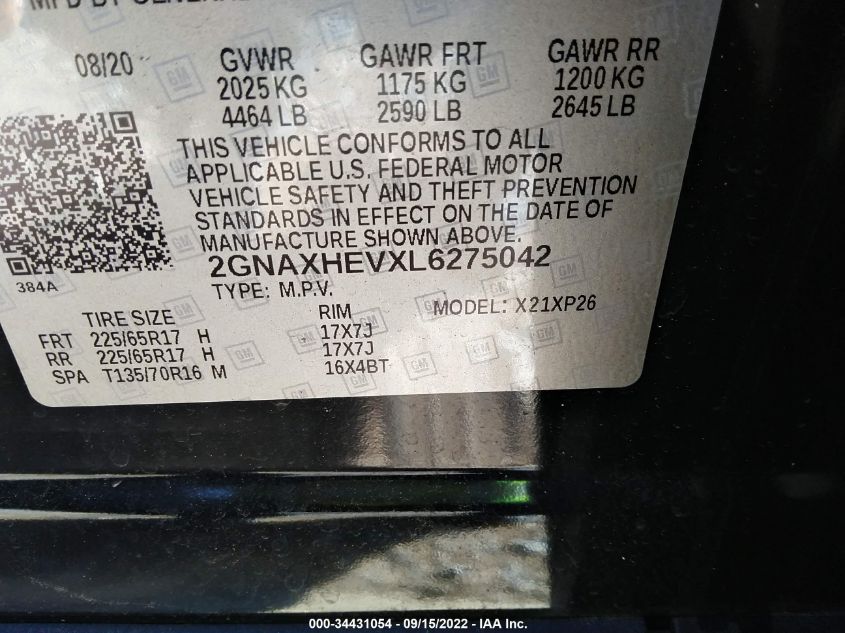 MFD BY GENERAL
08/20 GVWR GAWR FRT GAWR RR
2025 KG 1175 KG 1200 KG
4464 LB 2590 LB 2645 LB
THIS VEHICLE CONFORMS TO ALL
APPLICABLE U.S. FEDERAL MOTOR
VEHICLE SAFETY AND THEFT PREVENTION
STANDARDS IN EFFECT ON THE DATE OF
MANUFACTURE SHOWN ABOVE.
384A
2GNAXHEVXL6275042
TYPE: M.P.V. MODEL: X21XP26
TIRE SIZE RIM
FRT 225/65R17 H 17X7J
RR 225/65R17 H 17X7J
SPA T135/70R16 M 16X4BT
000-34431054 - 09/15/2022 - IAA Inc.